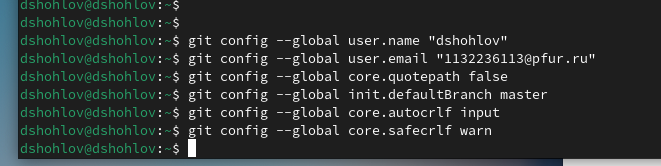 dshohlov@dshohlov:~$
dshohlov@dshohlov:~$
dshohlov@dshohlov:~$ git config --global user.name "dshohlov"
dshohlov@dshohlov:~$ git config --global user.email "1132236113@pfur.ru"
dshohlov@dshohlov:~$ git config --global core.quotepath false
dshohlov@dshohlov:~$ git config --global init.defaultBranch master
dshohlov@dshohlov:~$ git config --global core.autocrlf input
dshohlov@dshohlov:~$ git config --global core.safecrlf warn
dshohlov@dshohlov:~$